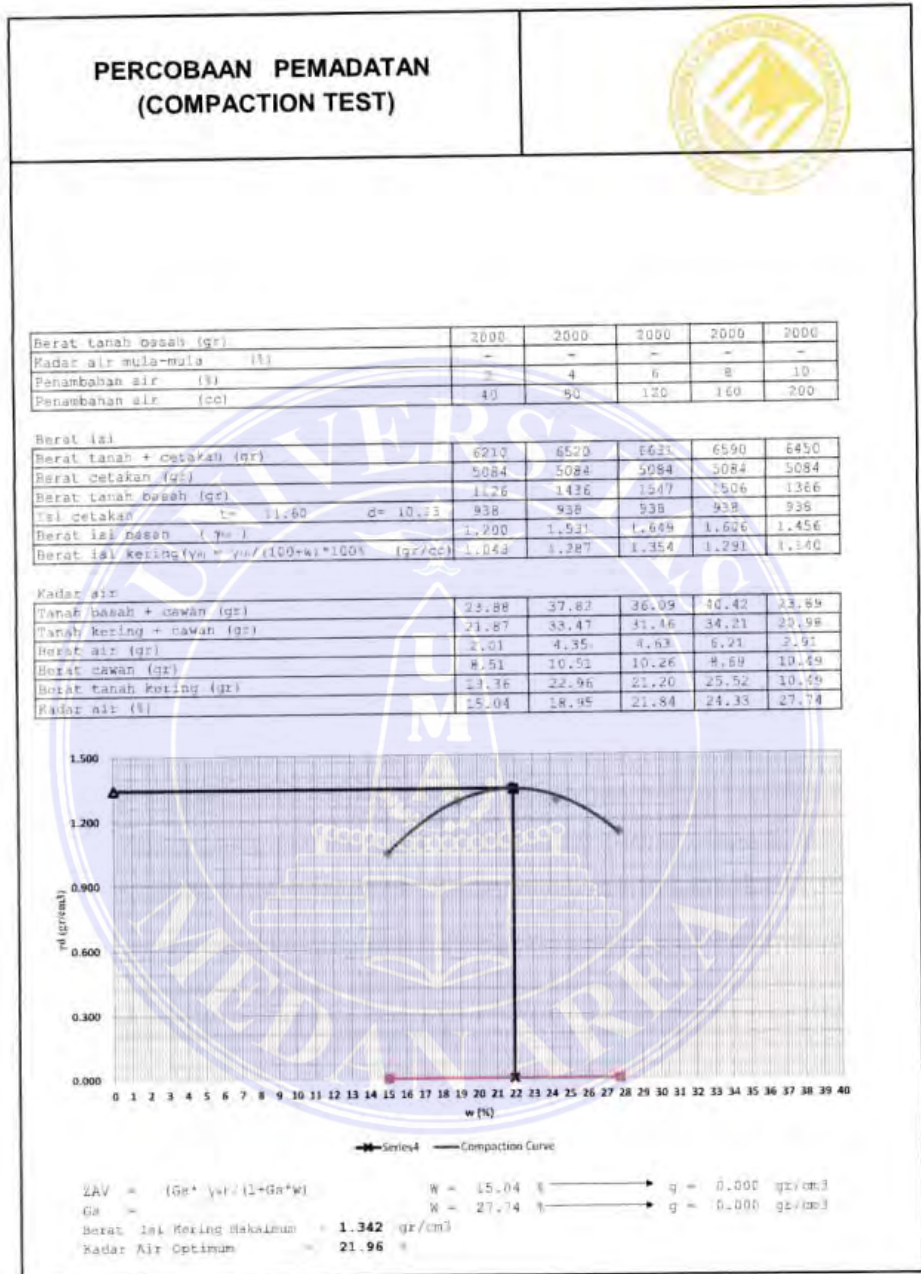 PERCOBAAN PEMADATAN
(COMPACTION TEST)
Berat tanah basah (gr) 2000 2000 2000 2000 2000
Kadar air mula-mula (%) - - - - -
Penambahan air (%) 4 6 8 10
Penambahan air (cc) 40 120 160 200
Berat isi
Berat tanah + cetakan (gr) 6210 6520 6631 6590 6450
Berat cetakan (gr) 5084 5084 5084 5084 5084
Berat tanah basah (gr) 1126 1436 1547 1506 1366
Isi cetakan t= 11.60 d= 938 938 938 938 938
Berat isi basah 1.200 1.531 1.649 1.606 1.456
Berat isi kering (gr/cc) 1.043 1.287 1.354 1.291 1.140
Kadar air
Tanah basah + cawan (gr) 23.88 37.82 36.09 40.42 23.89
Tanah kering + cawan (gr) 21.87 33.47 31.46 34.21 20.98
Berat air (gr) 2.01 4.35 4.63 6.21 2.91
Berat cawan (gr) 8.51 10.51 10.26 8.69 10.49
Berat tanah kering (gr) 13.36 22.96 21.20 25.52 10.49
Kadar air (%) 15.04 18.95 21.84 24.33 27.74
UNIVERSITAS
UMA
MEDAN AREA
1.500
1.200
0.900
0.600
0.300
0.000
γd (gr/cm3)
0 1 2 3 4 5 6 7 8 9 10 11 12 13 14 15 16 17 18 19 20 21 22 23 24 25 26 27 28 29 30 31 32 33 34 35 36 37 38 39 40
w (%)
Series4 Compaction Curve
ZAV = W = 15.04 % g = 0.000 gr/cm3
Gs = W = 27.74 % g = 0.000 gr/cm3
Berat Isi Kering Maksimum = 1.342 gr/cm3
Kadar Air Optimum = 21.96 %